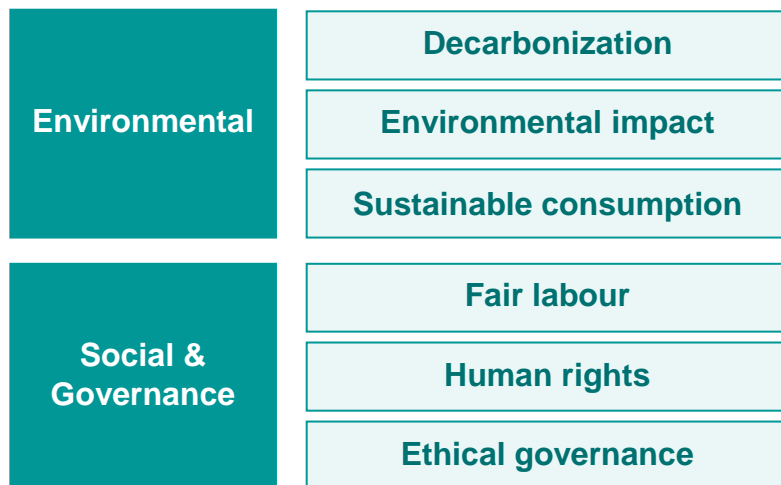 Environmental
Decarbonization
Environmental impact
Sustainable consumption
Social &
Governance
Fair labour
Human rights
Ethical governance